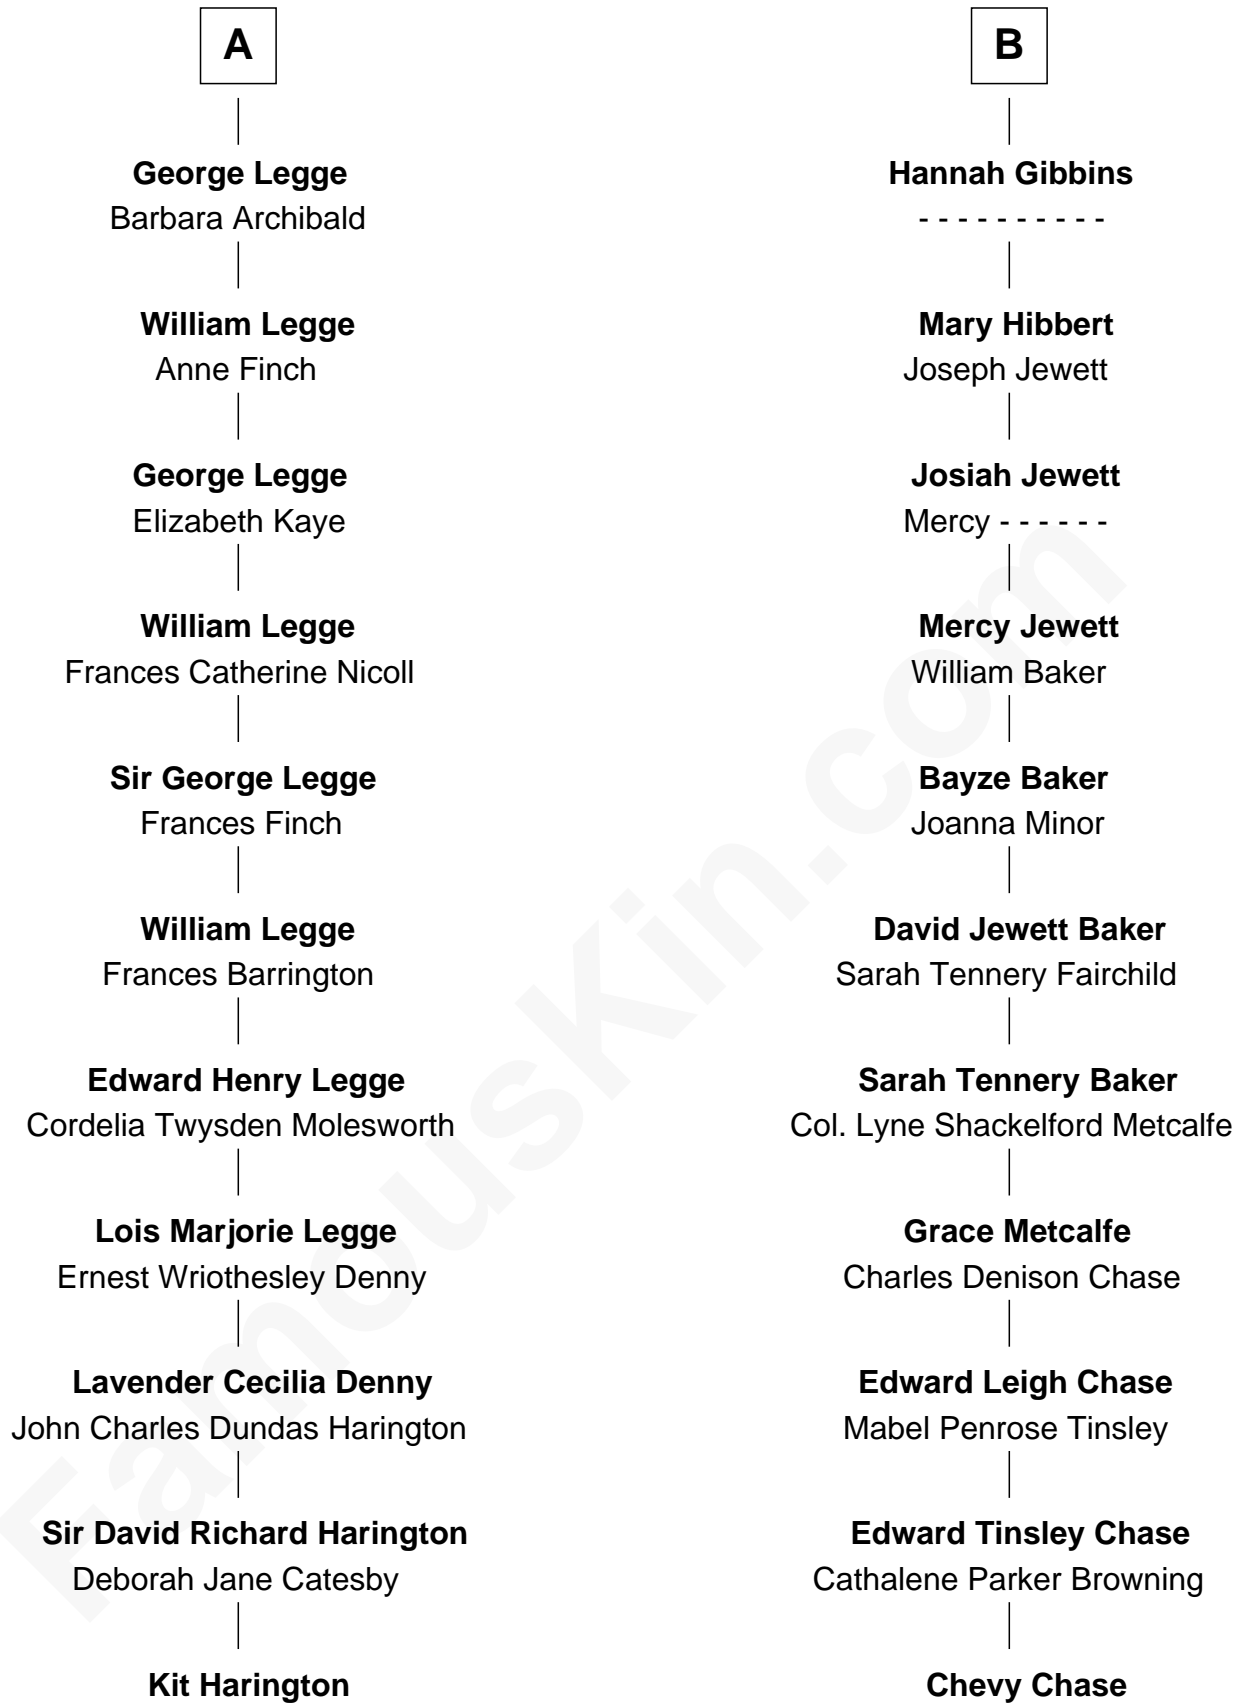 A
George Legge
Barbara Archibald
William Legge
Anne Finch
George Legge
Elizabeth Kaye
William Legge
Frances Catherine Nicoll
Sir George Legge
Frances Finch
William Legge
Frances Barrington
Edward Henry Legge
Cordelia Twysden Molesworth
Lois Marjorie Legge
Ernest Wriothesley Denny
Lavender Cecilia Denny
John Charles Dundas Harington
Sir David Richard Harington
Deborah Jane Catesby
Kit Harington
B
Hannah Gibbins
- - - - - - - - - -
Mary Hibbert
Joseph Jewett
Josiah Jewett
Mercy - - - - - -
Mercy Jewett
William Baker
Bayze Baker
Joanna Minor
David Jewett Baker
Sarah Tennery Fairchild
Sarah Tennery Baker
Col. Lyne Shackelford Metcalfe
Grace Metcalfe
Charles Denison Chase
Edward Leigh Chase
Mabel Penrose Tinsley
Edward Tinsley Chase
Cathalene Parker Browning
Chevy Chase
FamousKin.com